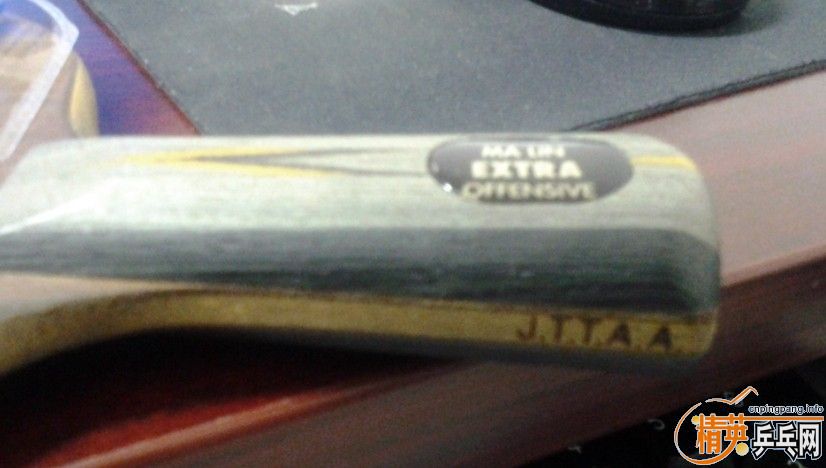 MA LIN
EXTRA
OFFENSIVE
J.T.T.A.A.
cnpingpang.info
精英乒乓网